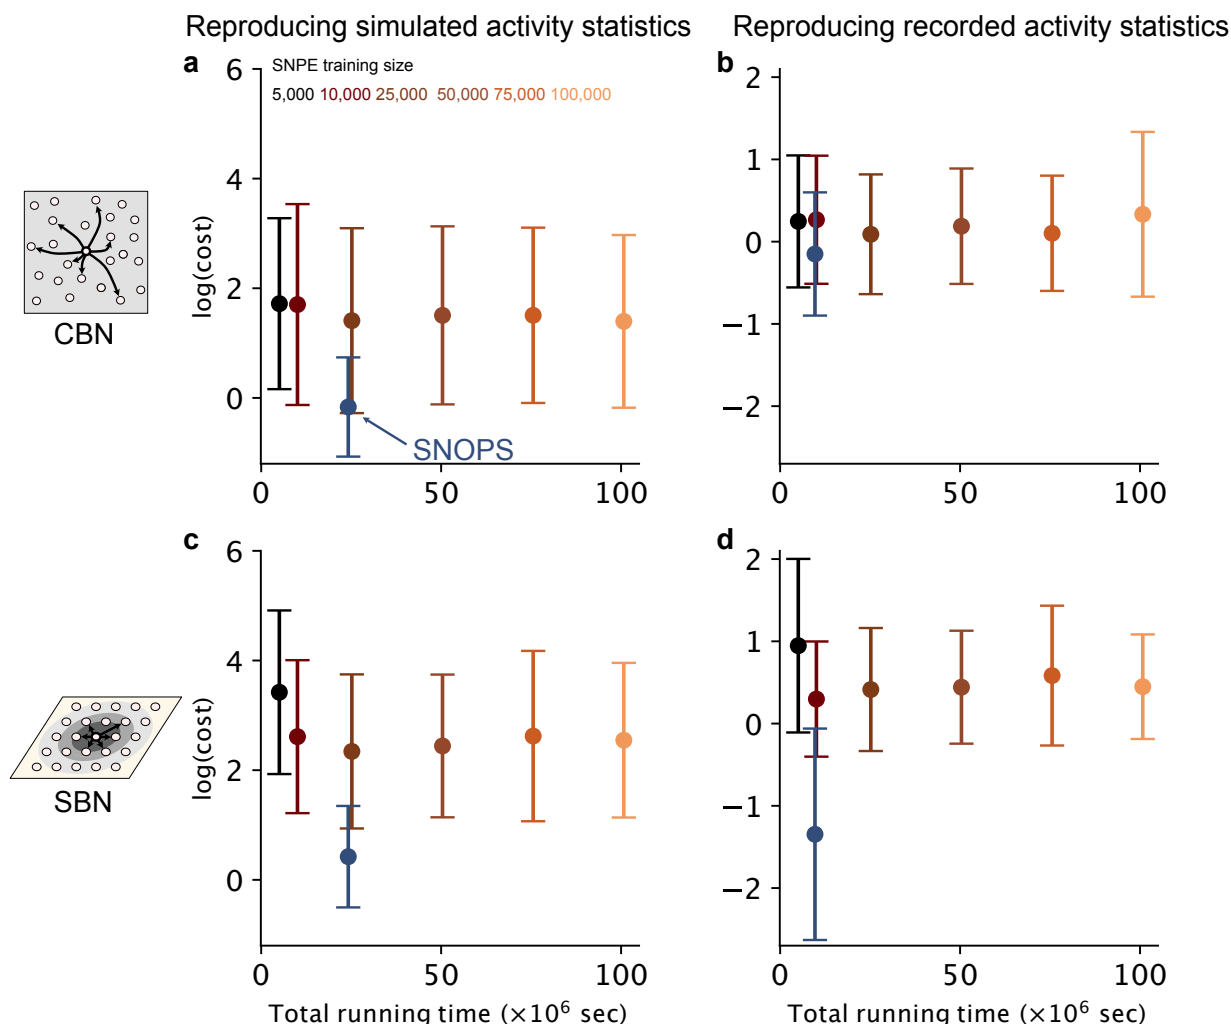 Reproducing simulated activity statistics
Reproducing recorded activity statistics
a
SNPE training size
5,000 10,000 25,000 50,000 75,000 100,000
6
4
2
0
log(cost)
SNOPS
0 50 100
b
2
1
0
−1
−2
0 50 100
CBN
c
6
4
2
0
log(cost)
0 50 100
Total running time (×10⁶ sec)
d
2
1
0
−1
−2
0 50 100
Total running time (×10⁶ sec)
SBN